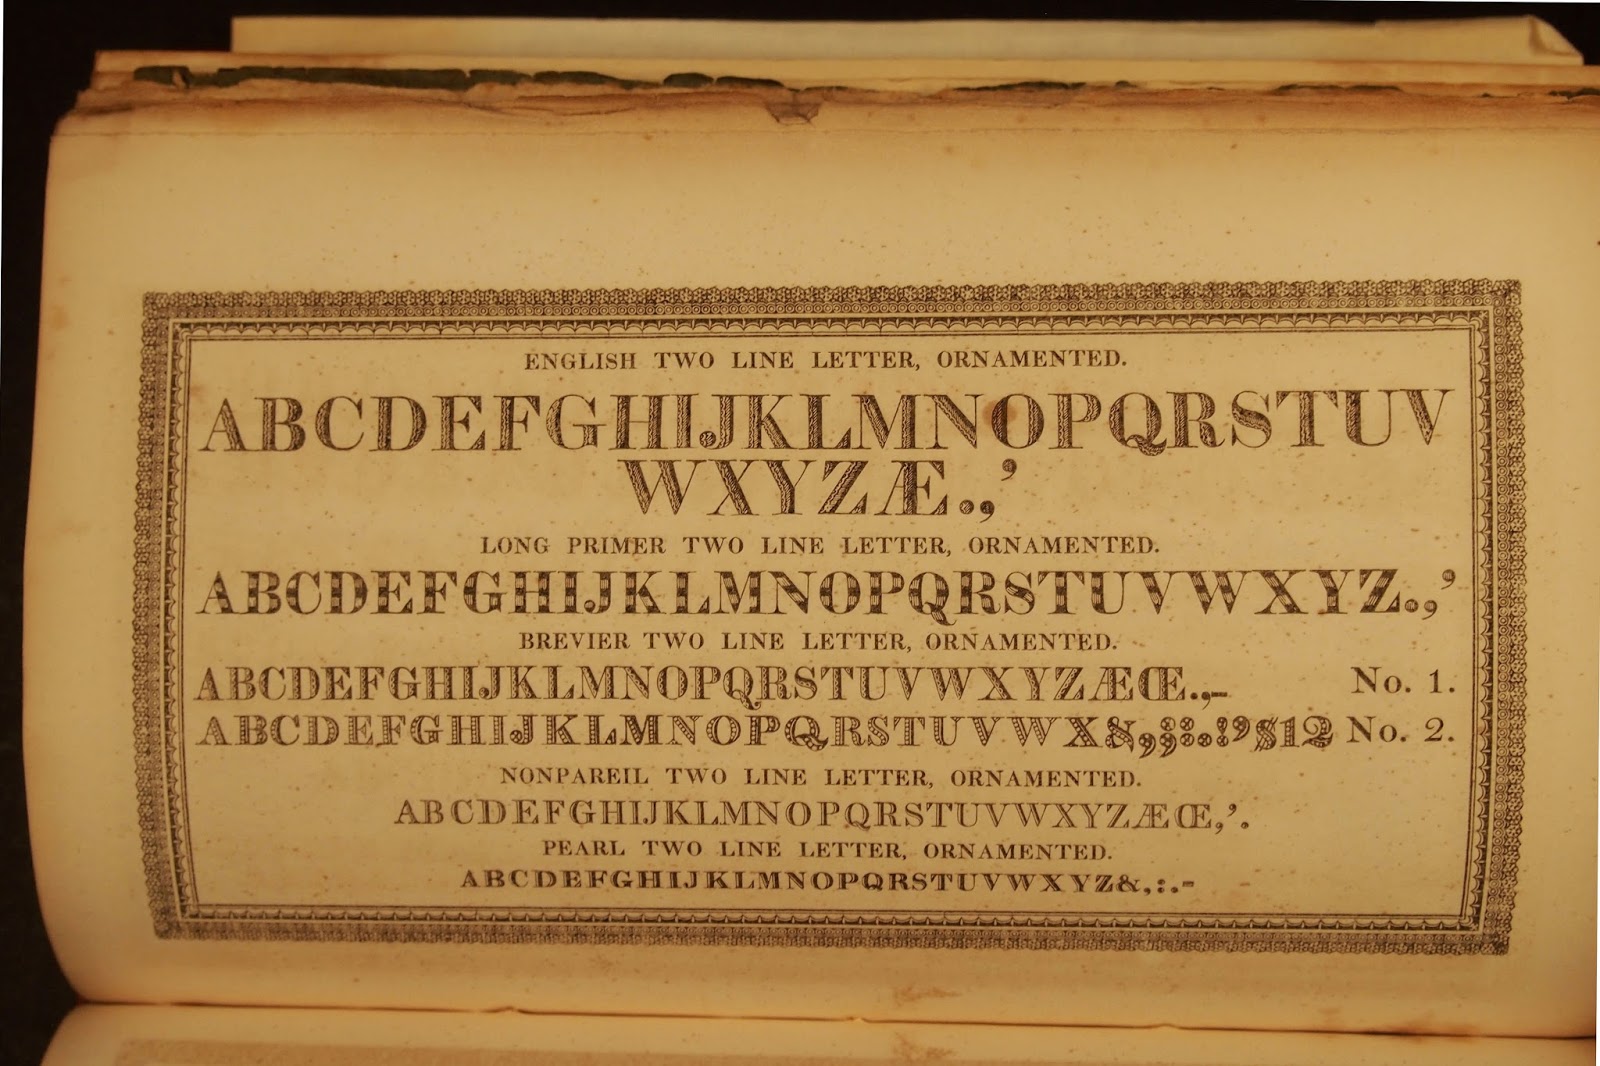 ENGLISH TWO LINE LETTER, ORNAMENTED.
ABCDEFGHIJKLMNOPQRSTUV
WXYZÆ.,’
LONG PRIMER TWO LINE LETTER, ORNAMENTED.
ABCDEFGHIJKLMNOPQRSTUVWXYZ.,’
BREVIER TWO LINE LETTER, ORNAMENTED.
ABCDEFGHIJKLMNOPQRSTUVWXYZÆŒ.,- No. 1.
ABCDEFGHIJKLMNOPQRSTUVWX&,;:.!’$12 No. 2.
NONPAREIL TWO LINE LETTER, ORNAMENTED.
ABCDEFGHIJKLMNOPQRSTUVWXYZÆŒ,’.
PEARL TWO LINE LETTER, ORNAMENTED.
ABCDEFGHIJKLMNOPQRSTUVWXYZ&,:.-